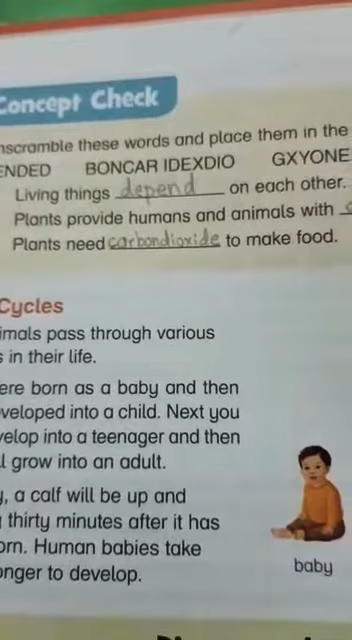 Concept Check
nscramble these words and place them in the
ENDED BONCAR IDEXDIO GXYONE
Living things depend on each other.
Plants provide humans and animals with
Plants need carbondioxide to make food.
Cycles
imals pass through various
s in their life.
ere born as a baby and then
veloped into a child. Next you
velop into a teenager and then
l grow into an adult.
y, a calf will be up and
thirty minutes after it has
orn. Human babies take
onger to develop.
baby